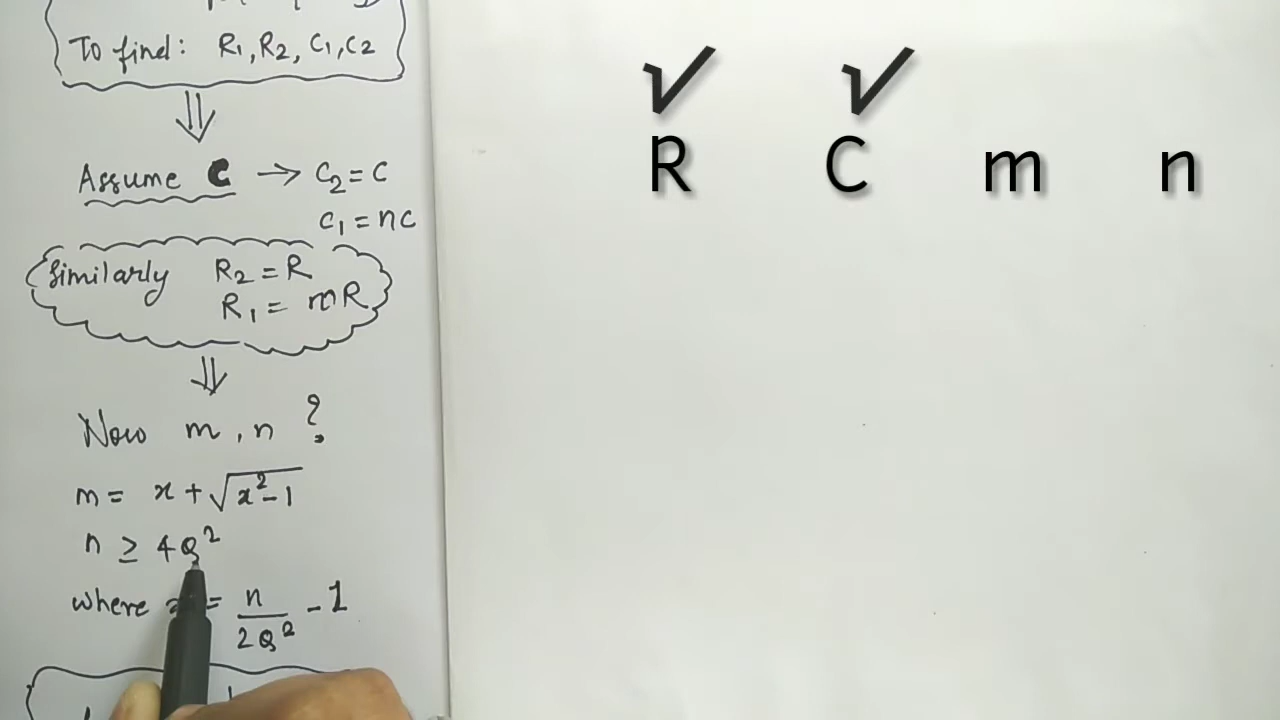 To find: R1, R2, C1, C2
⇓
Assume C → C2 = C
C1 = nC
Similarly R2 = R
R1 = mR
⇓
Now m, n ?
m = x + √(x² - 1)
n ≥ 4Q²
where = n/2Q² - 1
√ √
R C m n